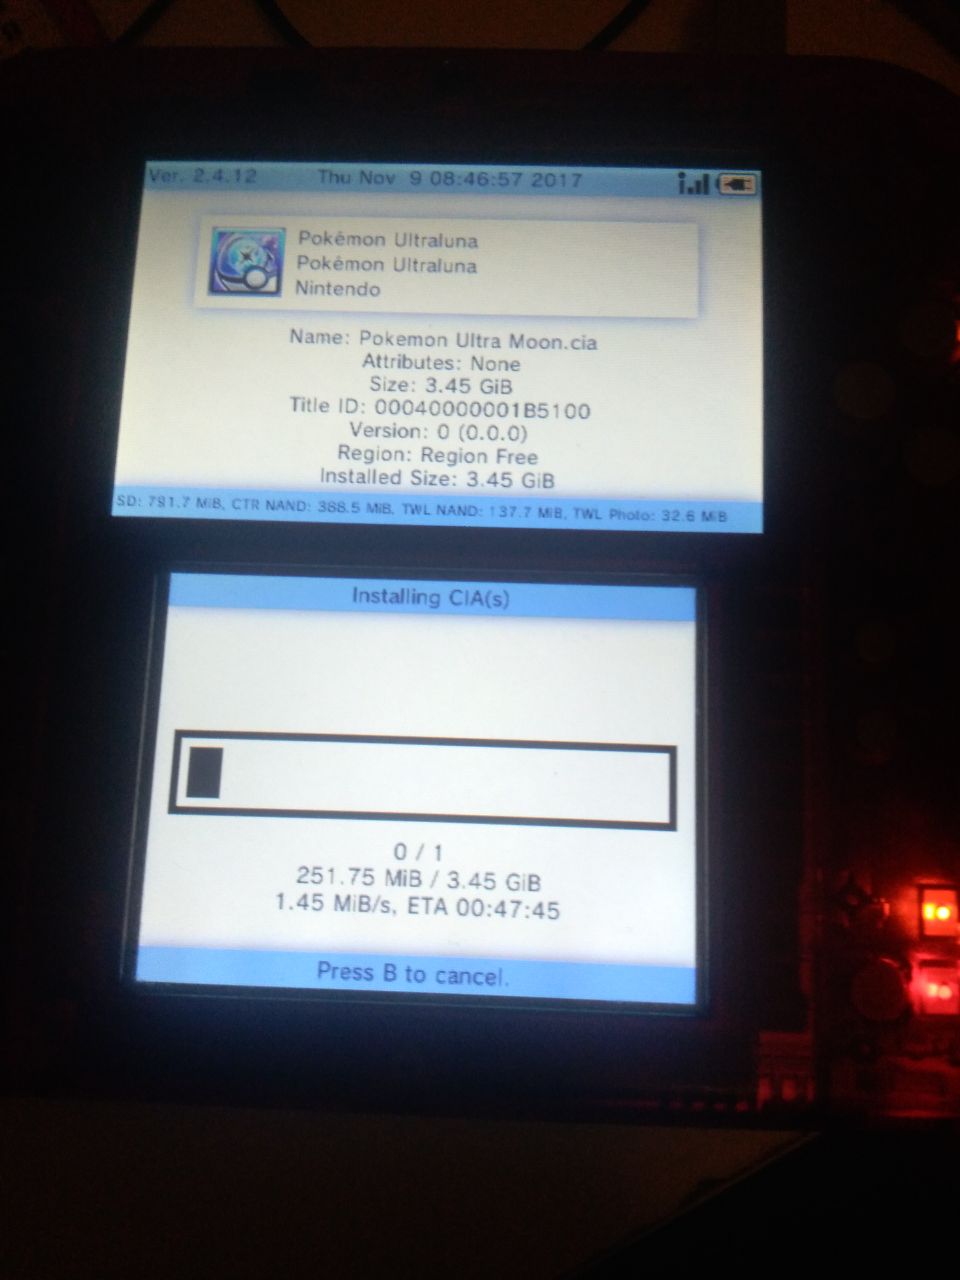 Ver. 2.4.12 Thu Nov 9 08:46:57 2017
Pokémon Ultraluna
Pokémon Ultraluna
Nintendo
Name: Pokemon Ultra Moon.cia
Attributes: None
Size: 3.45 GiB
Title ID: 00040000001B5100
Version: 0 (0.0.0)
Region: Region Free
Installed Size: 3.45 GiB
SD: 781.7 MiB, CTR NAND: 388.5 MiB, TWL NAND: 137.7 MiB, TWL Photo: 32.6 MiB
Installing CIA(s)
0 / 1
251.75 MiB / 3.45 GiB
1.45 MiB/s, ETA 00:47:45
Press B to cancel.